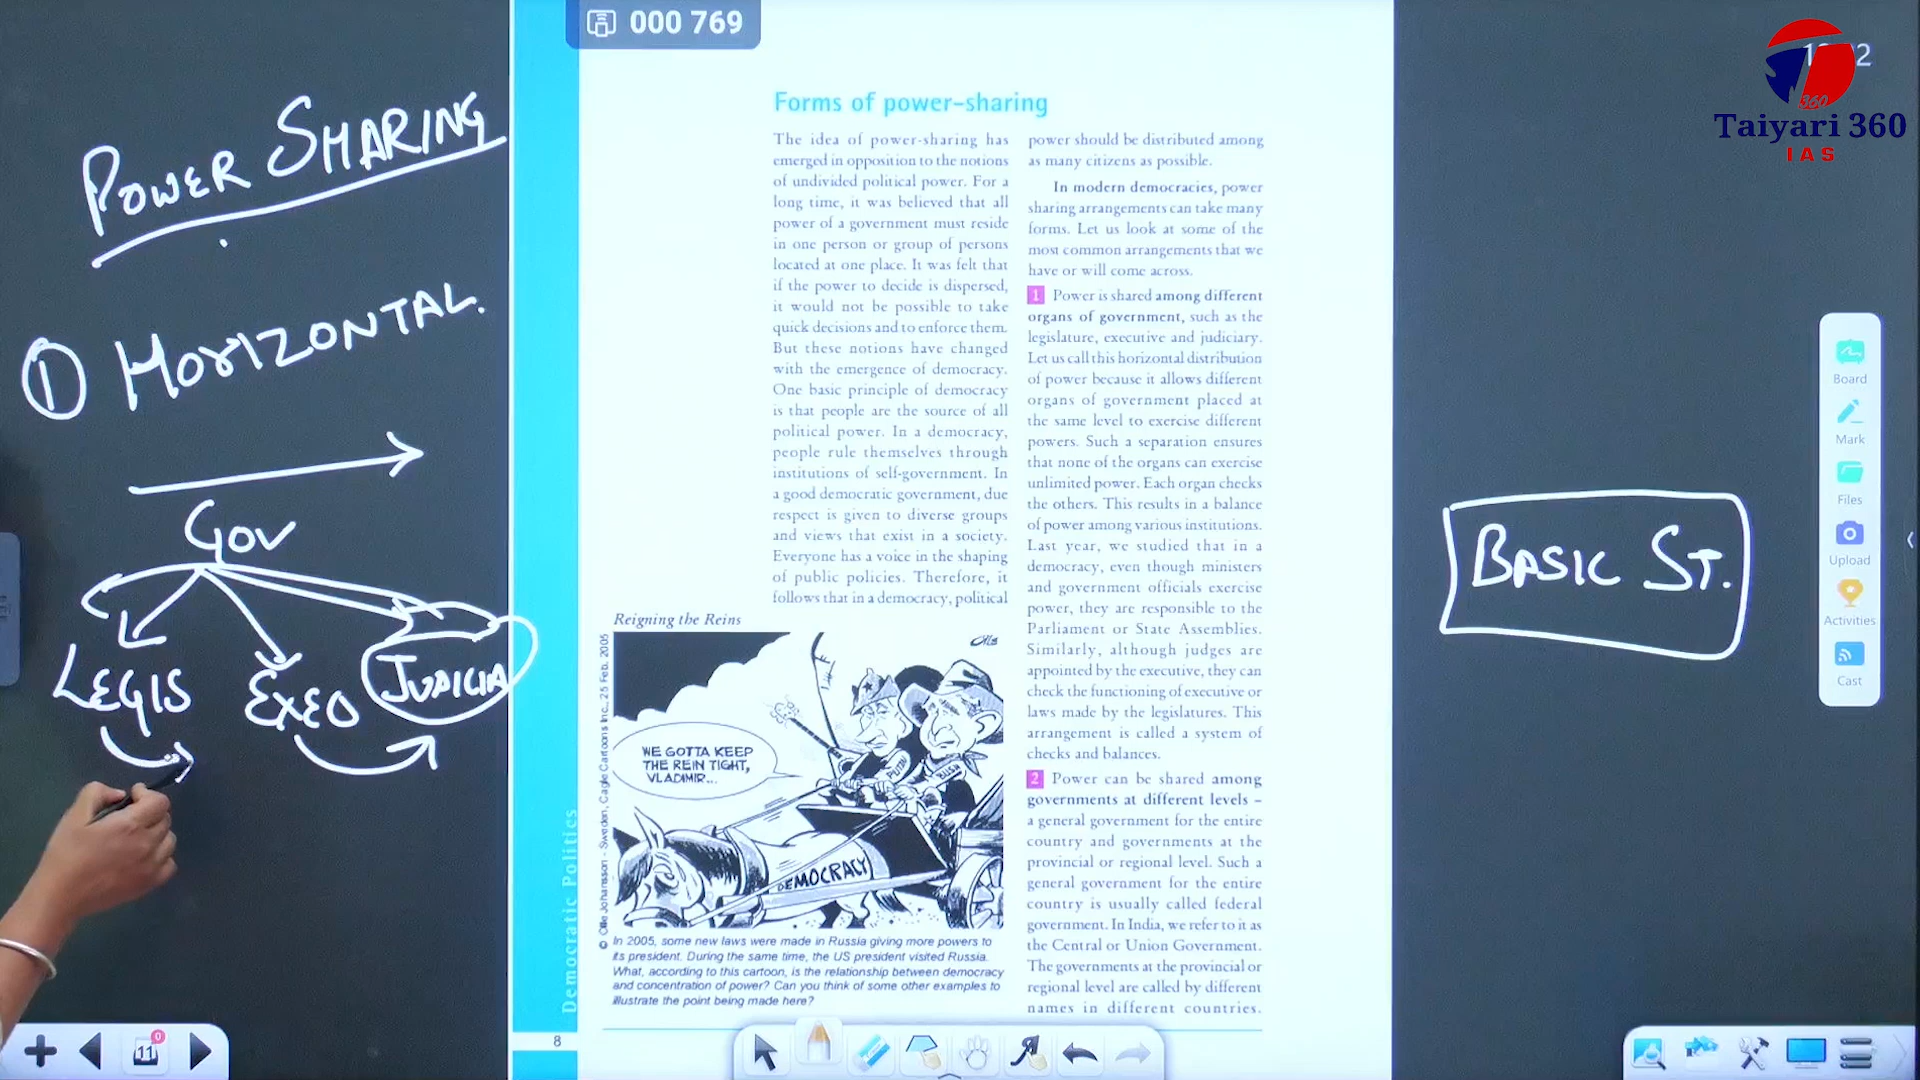 POWER SHARING
① HORIZONTAL.
GOV
LEGIS
EXEO
JUDICIA
000 769
Forms of power-sharing
The idea of power-sharing has
emerged in opposition to the notions
of undivided political power. For a
long time, it was believed that all
power of a government must reside
in one person or group of persons
located at one place. It was felt that
if the power to decide is dispersed,
it would not be possible to take
quick decisions and to enforce them.
But these notions have changed
with the emergence of democracy.
One basic principle of democracy
is that people are the source of all
political power. In a democracy,
people rule themselves through
institutions of self-government. In
a good democratic government, due
respect is given to diverse groups
and views that exist in a society.
Everyone has a voice in the shaping
of public policies. Therefore, it
follows that in a democracy, political
power should be distributed among
as many citizens as possible.
In modern democracies, power
sharing arrangements can take many
forms. Let us look at some of the
most common arrangements that we
have or will come across.
1 Power is shared among different
organs of government, such as the
legislature, executive and judiciary.
Let us call this horizontal distribution
of power because it allows different
organs of government placed at
the same level to exercise different
powers. Such a separation ensures
that none of the organs can exercise
unlimited power. Each organ checks
the others. This results in a balance
of power among various institutions.
Last year, we studied that in a
democracy, even though ministers
and government officials exercise
power, they are responsible to the
Parliament or State Assemblies.
Similarly, although judges are
appointed by the executive, they can
check the functioning of executive or
laws made by the legislatures. This
arrangement is called a system of
checks and balances.
2 Power can be shared among
governments at different levels –
a general government for the entire
country and governments at the
provincial or regional level. Such a
general government for the entire
country is usually called federal
government. In India, we refer to it as
the Central or Union Government.
The governments at the provincial or
regional level are called by different
names in different countries.
Reigning the Reins
© Olle Johansson - Sweden, Cagle Cartoons Inc., 25 Feb. 2005
WE GOTTA KEEP
THE REIN TIGHT,
VLADIMIR...
PUTIN
BUSH
DEMOCRACY
In 2005, some new laws were made in Russia giving more powers to
its president. During the same time, the US president visited Russia.
What, according to this cartoon, is the relationship between democracy
and concentration of power? Can you think of some other examples to
illustrate the point being made here?
Democratic Politics
8
BASIC ST.
360
Taiyari 360
IAS
Board
Mark
Files
Upload
Activities
Cast
11
0